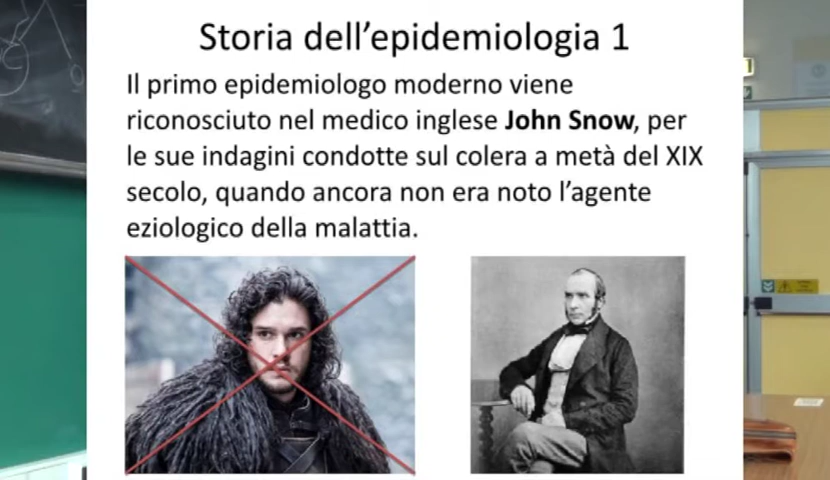 Storia dell'epidemiologia 1
Il primo epidemiologo moderno viene
riconosciuto nel medico inglese John Snow, per
le sue indagini condotte sul colera a metà del XIX
secolo, quando ancora non era noto l'agente
eziologico della malattia.